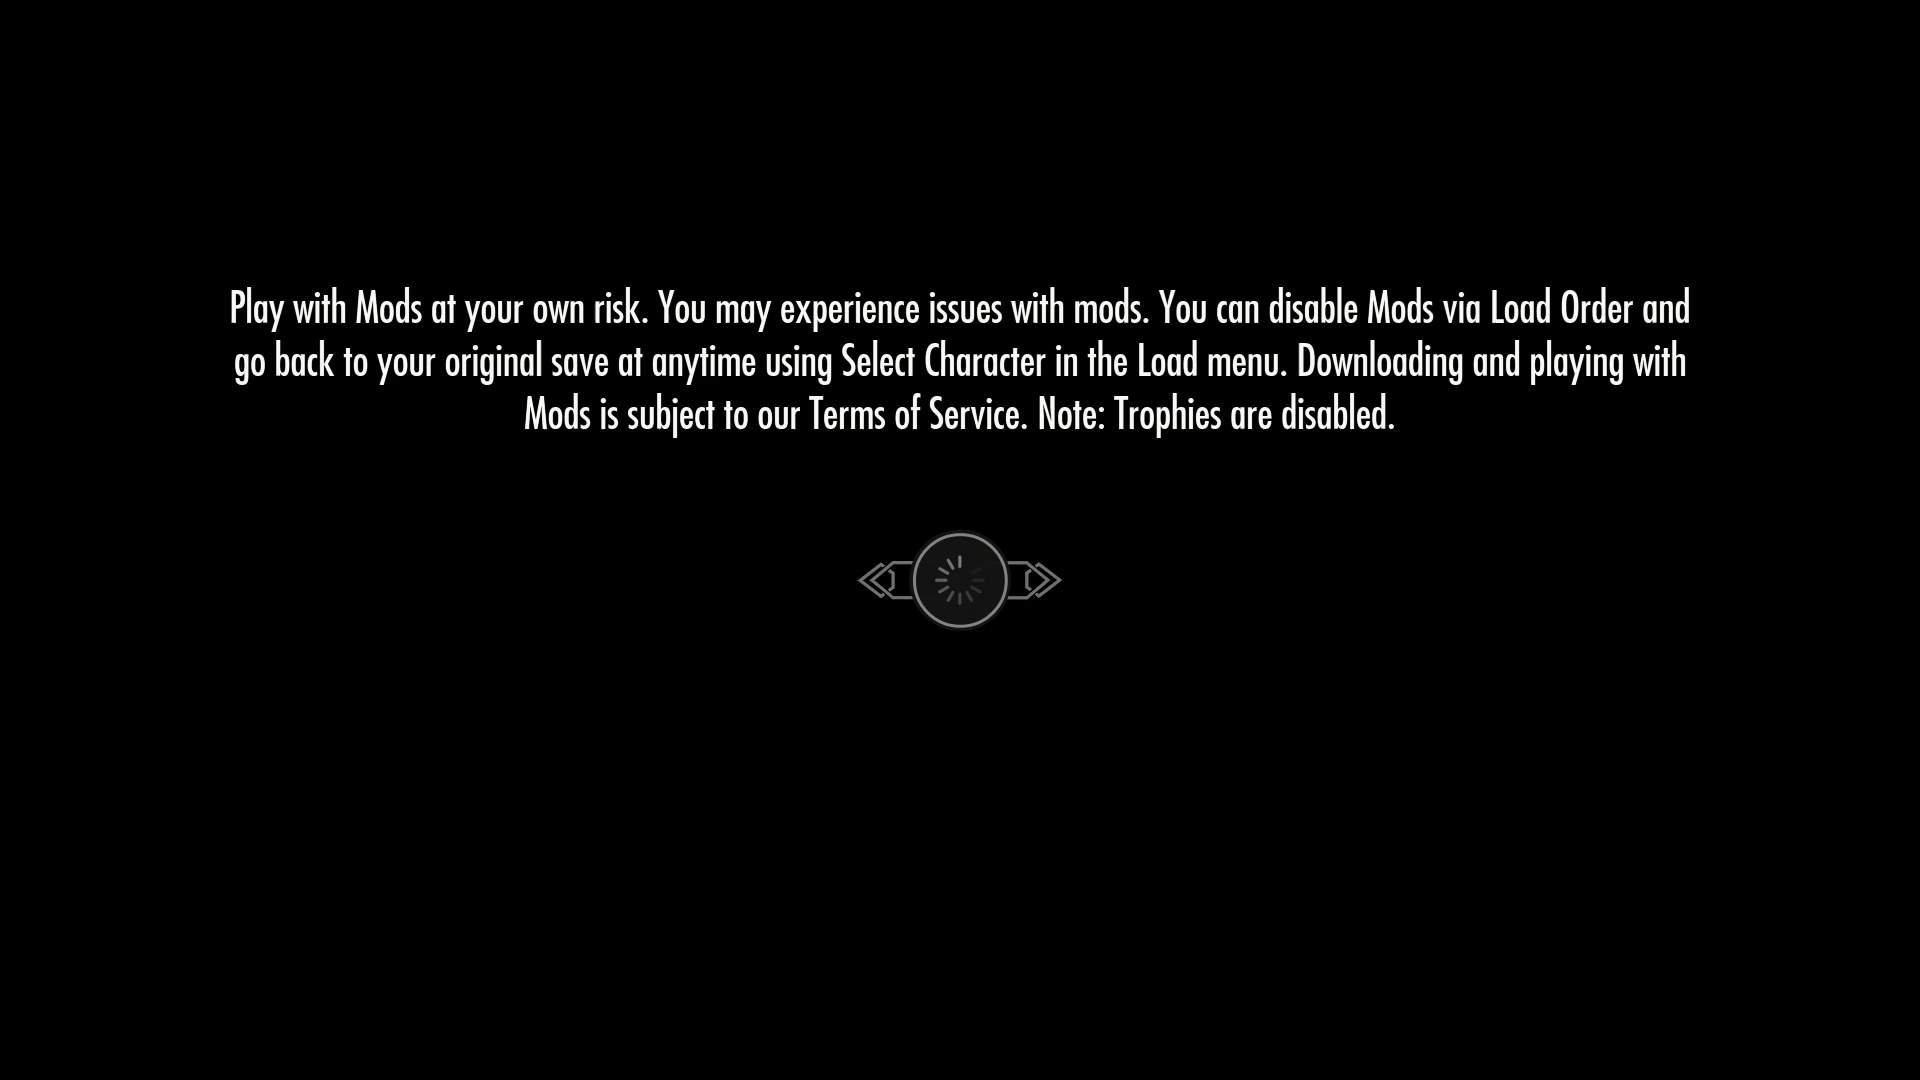 Play with Mods at your own risk. You may experience issues with mods. You can disable Mods via Load Order and
go back to your original save at anytime using Select Character in the Load menu. Downloading and playing with
Mods is subject to our Terms of Service. Note: Trophies are disabled.